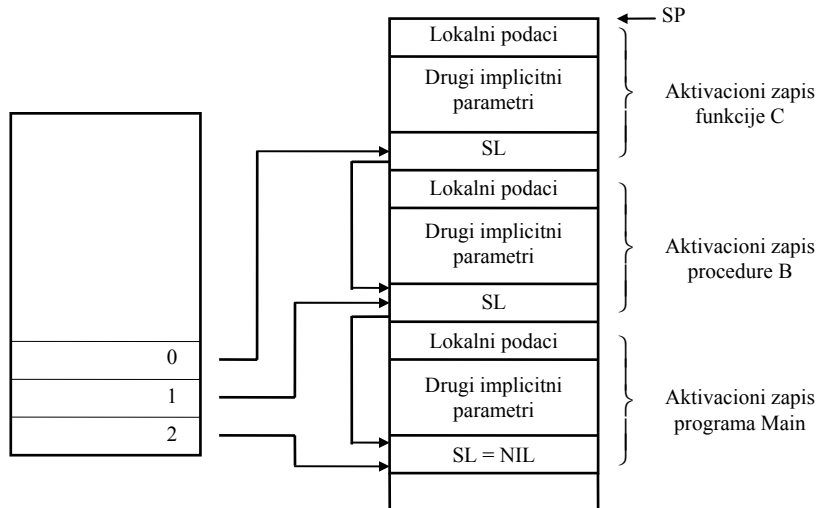 SP
Lokalni podaci
Drugi implicitni
parametri
SL
Aktivacioni zapis
funkcije C
Lokalni podaci
Drugi implicitni
parametri
SL
Aktivacioni zapis
procedure B
Lokalni podaci
Drugi implicitni
parametri
SL = NIL
Aktivacioni zapis
programa Main
0
1
2